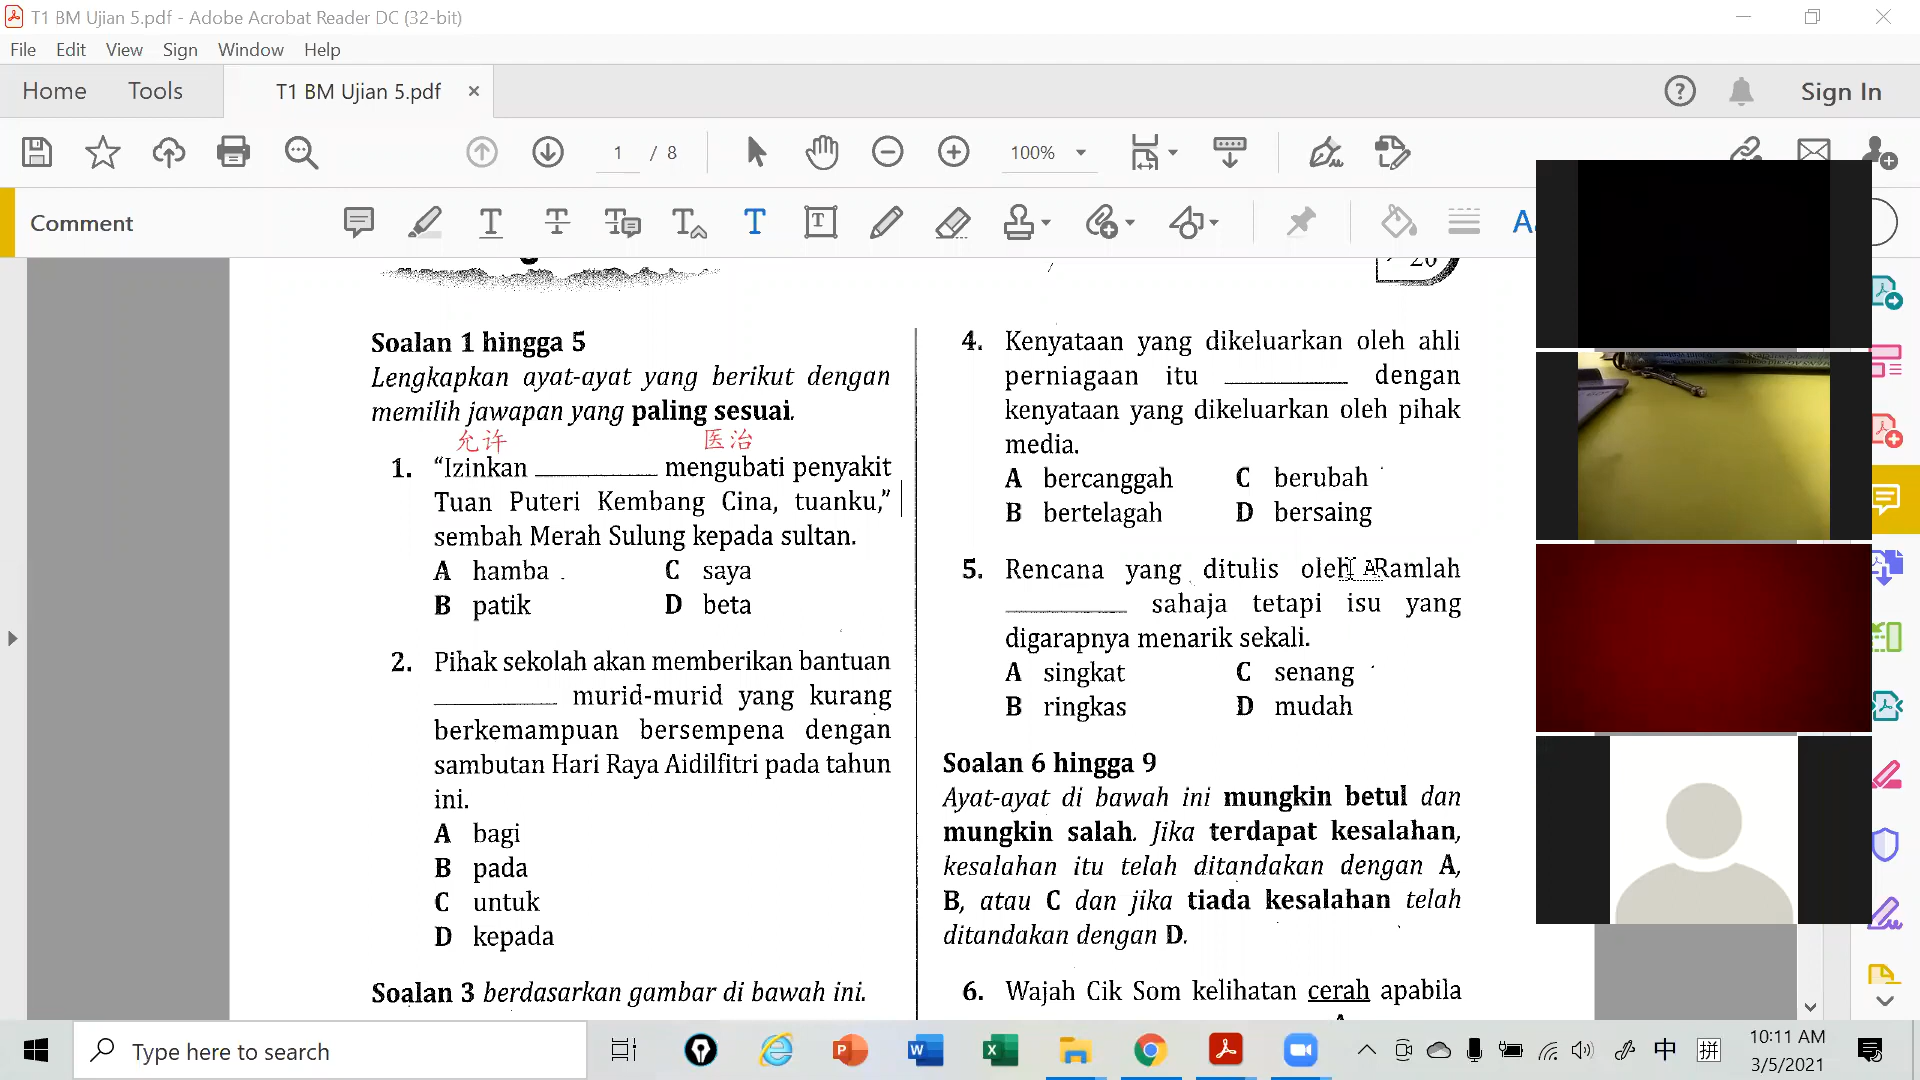 T1 BM Ujian 5.pdf - Adobe Acrobat Reader DC (32-bit)
File Edit View Sign Window Help
Home Tools T1 BM Ujian 5.pdf × Sign In
1 / 8 100%
Comment
20
Soalan 1 hingga 5
Lengkapkan ayat-ayat yang berikut dengan
memilih jawapan yang paling sesuai.
允许 医治
1. “Izinkan __________ mengubati penyakit
Tuan Puteri Kembang Cina, tuanku,”
sembah Merah Sulung kepada sultan.
A hamba C saya
B patik D beta
2. Pihak sekolah akan memberikan bantuan
__________ murid-murid yang kurang
berkemampuan bersempena dengan
sambutan Hari Raya Aidilfitri pada tahun
ini.
A bagi
B pada
C untuk
D kepada
Soalan 3 berdasarkan gambar di bawah ini.
4. Kenyataan yang dikeluarkan oleh ahli
perniagaan itu __________ dengan
kenyataan yang dikeluarkan oleh pihak
media.
A bercanggah C berubah
B bertelagah D bersaing
5. Rencana yang ditulis oleh Ramlah
__________ sahaja tetapi isu yang
digarapnya menarik sekali.
A singkat C senang
B ringkas D mudah
Soalan 6 hingga 9
Ayat-ayat di bawah ini mungkin betul dan
mungkin salah. Jika terdapat kesalahan,
kesalahan itu telah ditandakan dengan A,
B, atau C dan jika tiada kesalahan telah
ditandakan dengan D.
6. Wajah Cik Som kelihatan cerah apabila
Type here to search
中 拼
10:11 AM
3/5/2021